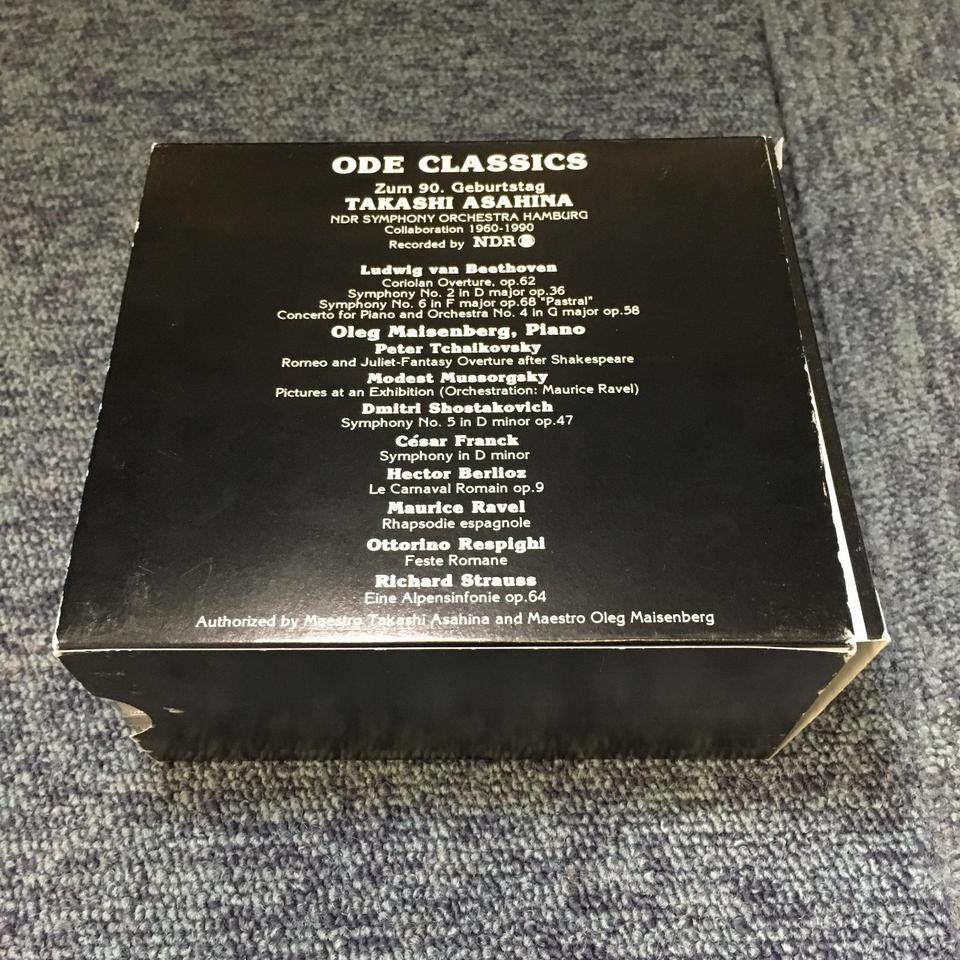 ODE CLASSICS
Zum 90. Geburtstag
TAKASHI ASAHINA
NDR SYMPHONY ORCHESTRA HAMBURG
Collaboration 1960-1990
Recorded by NDR
Ludwig van Beethoven
Coriolan Overture, op.62
Symphony No. 2 in D major op.36
Symphony No. 6 in F major op.68 "Pastral"
Concerto for Piano and Orchestra No. 4 in G major op.58
Oleg Maisenberg, Piano
Peter Tchaikovsky
Romeo and Juliet-Fantasy Overture after Shakespeare
Modest Mussorgsky
Pictures at an Exhibition (Orchestration: Maurice Ravel)
Dmitri Shostakovich
Symphony No. 5 in D minor op.47
César Franck
Symphony in D minor
Hector Berlioz
Le Carnaval Romain op.9
Maurice Ravel
Rhapsodie espagnole
Ottorino Respighi
Feste Romane
Richard Strauss
Eine Alpensinfonie op.64
Authorized by Maestro Takashi Asahina and Maestro Oleg Maisenberg